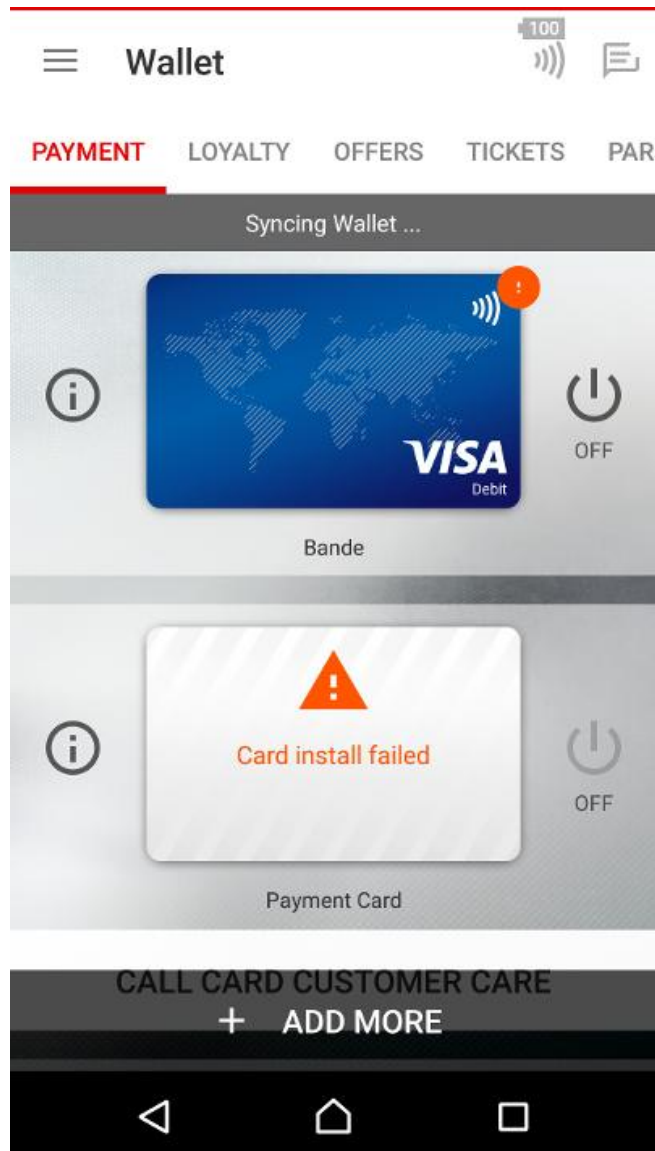 100
Wallet
PAYMENT LOYALTY OFFERS TICKETS PAR
Syncing Wallet ...
VISA
Debit
OFF
Bande
Card install failed
OFF
Payment Card
CALL CARD CUSTOMER CARE
+ ADD MORE